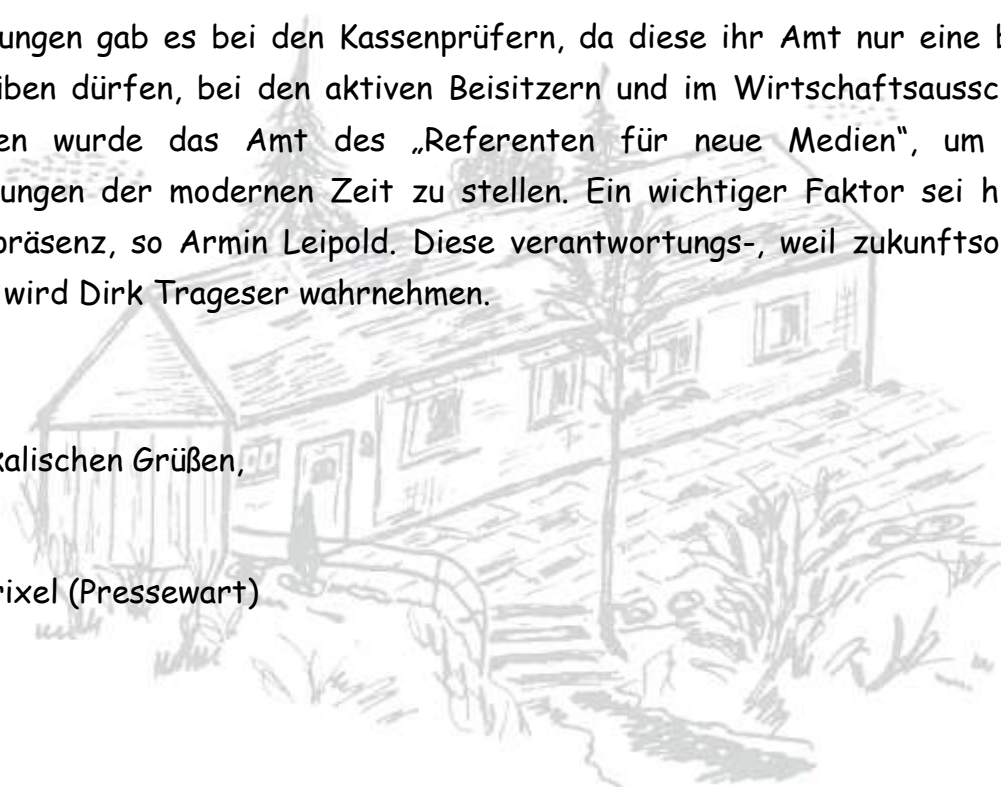 ungen gab es bei den Kassenprüfern, da diese ihr Amt nur eine b
iben dürfen, bei den aktiven Beisitzern und im Wirtschaftsaussc
en wurde das Amt des „Referenten für neue Medien“, um
ungen der modernen Zeit zu stellen. Ein wichtiger Faktor sei h
präsenz, so Armin Leipold. Diese verantwortungs-, weil zukunftso
wird Dirk Trageser wahrnehmen.
kalischen Grüßen,
rixel (Pressewart)